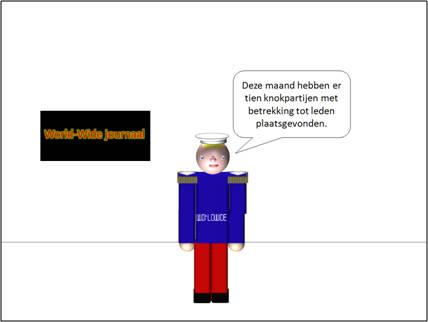 Deze maand hebben er
tien knokpartijen met
betrekking tot leden
plaatsgevonden.
World-Wide Journaal
WORLDWIDE